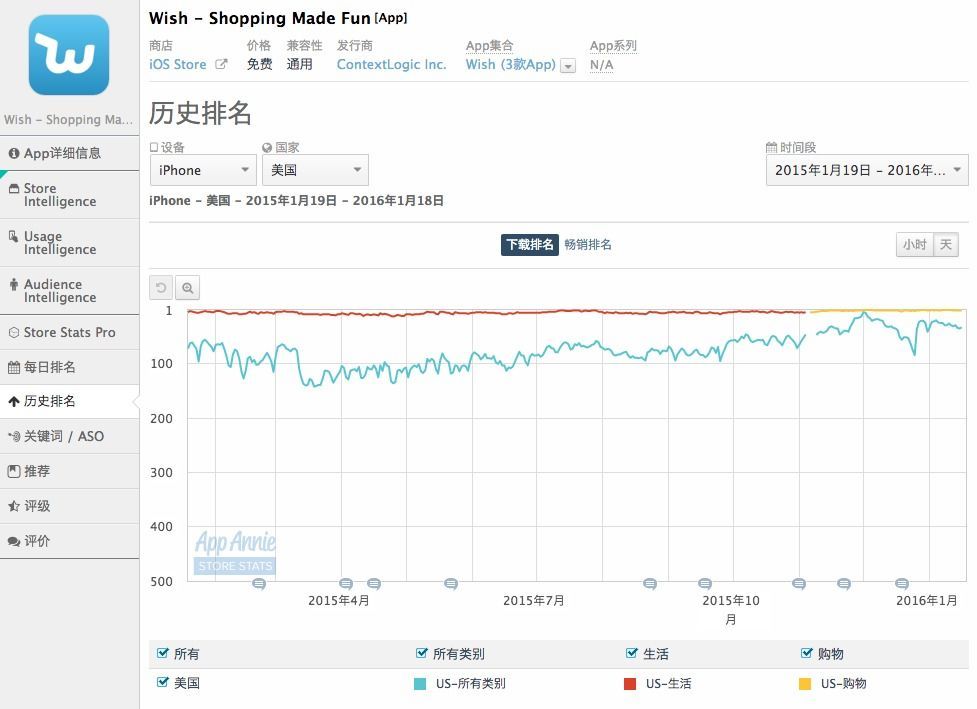 Wish – Shopping Made Fun [App]
商店 价格 兼容性 发行商 App集合 App系列
iOS Store 免费 通用 ContextLogic Inc. Wish (3款App) N/A
Wish – Shopping Ma...
App详细信息
Store Intelligence
Usage Intelligence
Audience Intelligence
Store Stats Pro
每日排名
历史排名
关键词 / ASO
推荐
评级
评价
历史排名
设备 国家 时间段
iPhone 美国 2015年1月19日 – 2016年...
iPhone – 美国 – 2015年1月19日 – 2016年1月18日
下载排名 畅销排名 小时 天
1
100
200
300
400
500
App Annie
STORE STATS
2015年4月 2015年7月 2015年10月 2016年1月
所有 所有类别 生活 购物
美国 US-所有类别 US-生活 US-购物